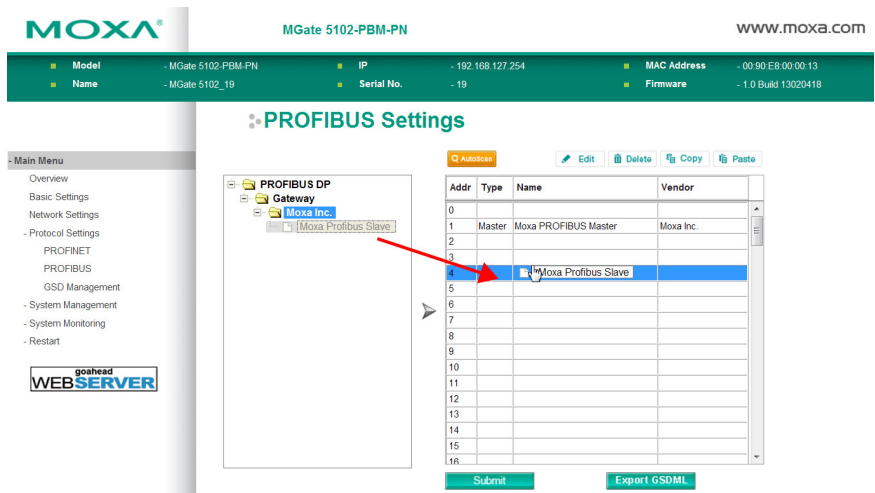 MOXA®
MGate 5102-PBM-PN
www.moxa.com
Model - MGate 5102-PBM-PN IP - 192.168.127.254 MAC Address - 00:90:E8:00:00:13
Name - MGate 5102_19 Serial No. - 19 Firmware - 1.0 Build 13020418
PROFIBUS Settings
- Main Menu
Overview
Basic Settings
Network Settings
- Protocol Settings
PROFINET
PROFIBUS
GSD Management
- System Management
- System Monitoring
- Restart
goahead
WEBSERVER
PROFIBUS DP
Gateway
Moxa Inc.
Moxa Profibus Slave
AutoScan Edit Delete Copy Paste
Addr Type Name Vendor
0
1 Master Moxa PROFIBUS Master Moxa Inc.
2
3
4 Moxa Profibus Slave
5
6
7
8
9
10
11
12
13
14
15
16
Submit Export GSDML